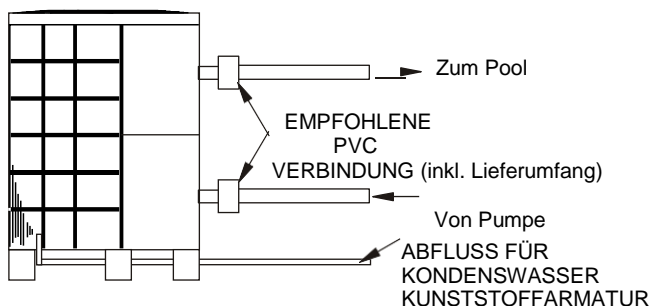 Zum Pool
EMPFOHLENE
PVC
VERBINDUNG (inkl. Lieferumfang)
Von Pumpe
ABFLUSS FÜR
KONDENSWASSER
KUNSTSTOFFARMATUR